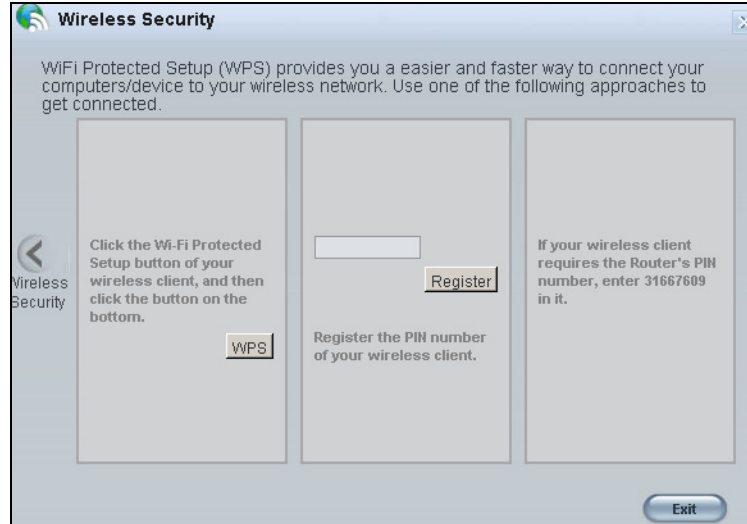 Wireless Security
WiFi Protected Setup (WPS) provides you a easier and faster way to connect your
computers/device to your wireless network. Use one of the following approaches to
get connected.
Wireless
Security
Click the Wi-Fi Protected
Setup button of your
wireless client, and then
click the button on the
bottom.
WPS
Register
Register the PIN number
of your wireless client.
If your wireless client
requires the Router's PIN
number, enter 31667609
in it.
Exit